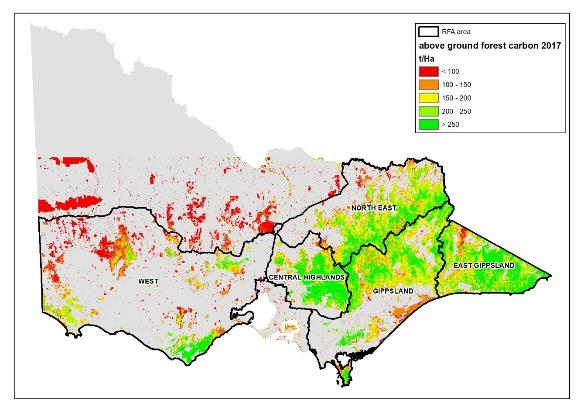 RFA area
above ground forest carbon 2017
t/Ha
< 100
100 - 150
150 - 200
200 - 250
> 250
NORTH EAST
EAST GIPPSLAND
CENTRAL HIGHLANDS
WEST
GIPPSLAND